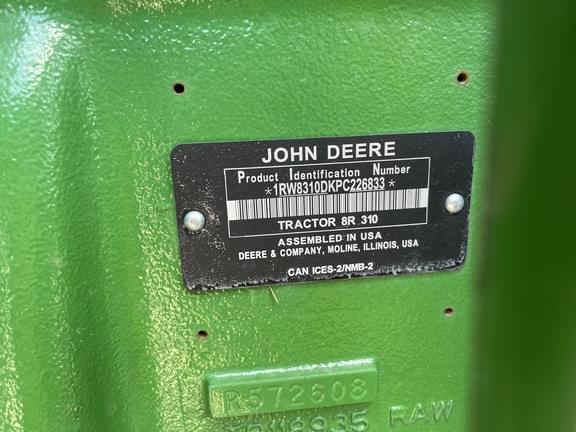 JOHN DEERE
Product Identification Number
*1RW8310DKPC226833*
TRACTOR 8R 310
ASSEMBLED IN USA
DEERE & COMPANY, MOLINE, ILLINOIS, USA
CAN ICES-2/NMB-2
R572608
RAW